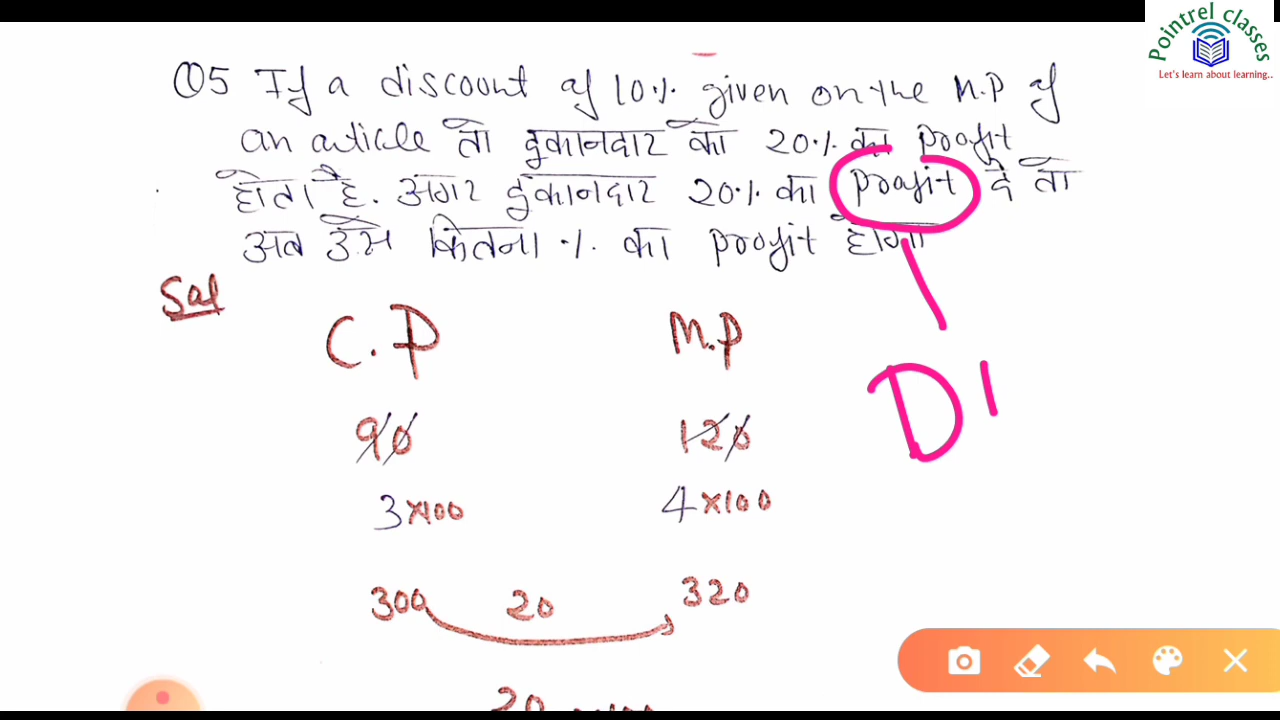 Pointrel classes
Let's learn about learning..
Q5 If a discount of 10% given on the M.P of
an article तो दुकानदार को 20% का profit
होता है. अगर दुकानदार 20% का profit दे तो
अब उसे कितना % का profit होगा
Sol
C.P M.P
90 120
3×100 4×100
300 20 320
DI
20